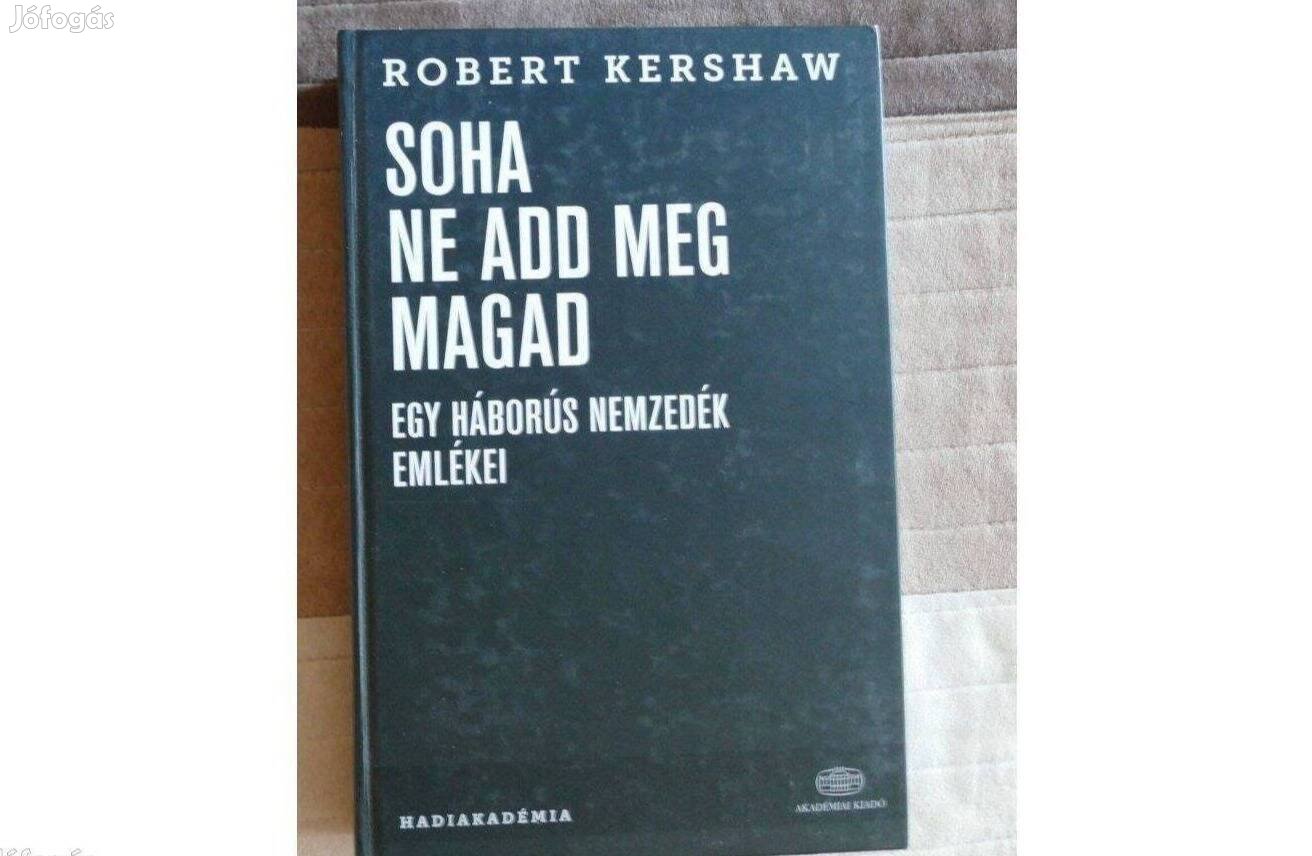 Jófogás
ROBERT KERSHAW
SOHA
NE ADD MEG
MAGAD
EGY HÁBORÚS NEMZEDÉK
EMLÉKEI
HADIAKADÉMIA
AKADÉMIAI KIADÓ